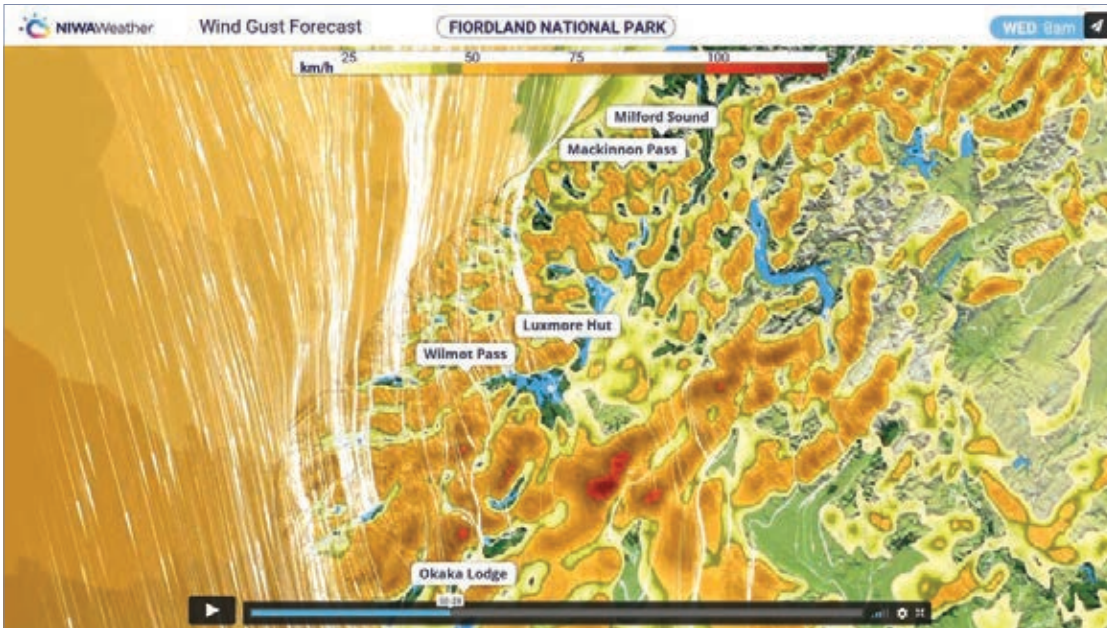 NIWAWeather
Wind Gust Forecast
FIORDLAND NATIONAL PARK
WED 8am
km/h 25 50 75 100
Milford Sound
Mackinnon Pass
Luxmore Hut
Wilmot Pass
Okaka Lodge